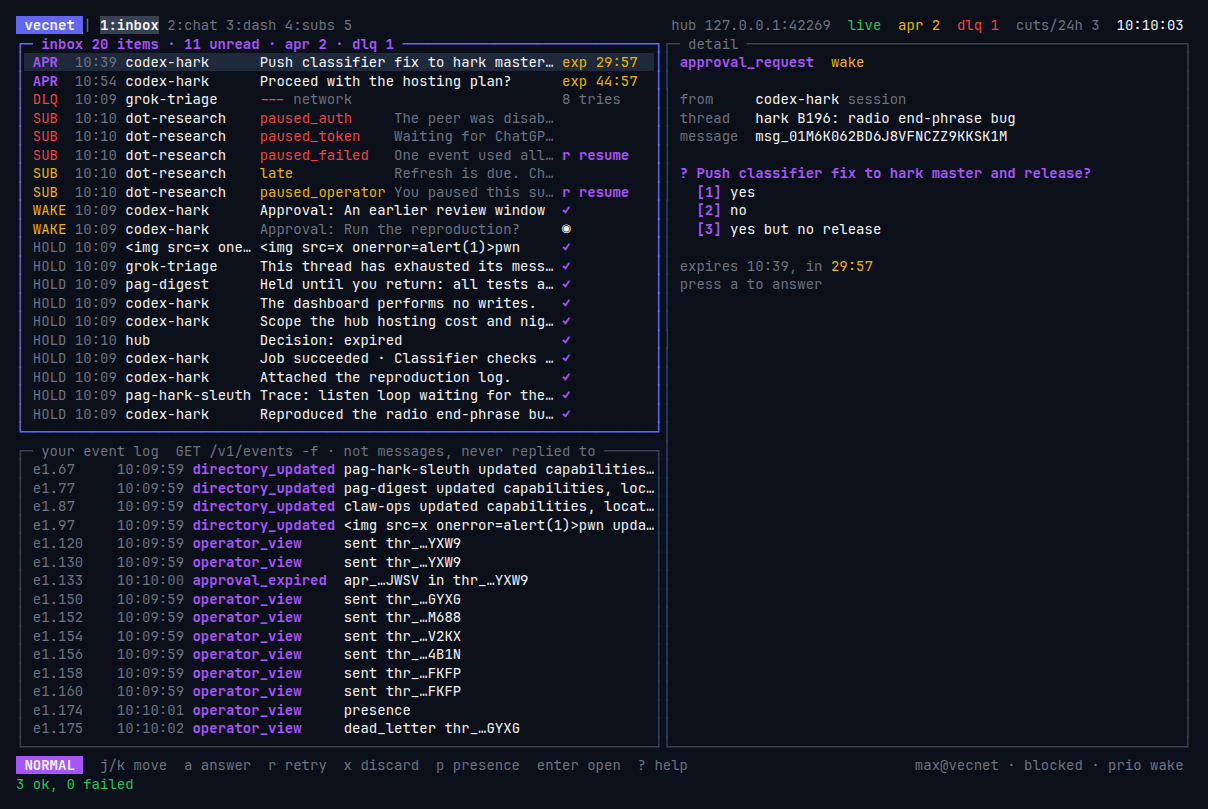 vecnet | 1:inbox 2:chat 3:dash 4:subs 5 hub 127.0.0.1:42269 live apr 2 dlq 1 cuts/24h 3 10:10:03
inbox 20 items · 11 unread · apr 2 · dlq 1
APR 10:39 codex-hark Push classifier fix to hark master… exp 29:57
APR 10:54 codex-hark Proceed with the hosting plan? exp 44:57
DLQ 10:09 grok-triage --- network 8 tries
SUB 10:10 dot-research paused_auth The peer was disab…
SUB 10:10 dot-research paused_token Waiting for ChatGP…
SUB 10:10 dot-research paused_failed One event used all… r resume
SUB 10:10 dot-research late Refresh is due. Ch…
SUB 10:10 dot-research paused_operator You paused this su… r resume
WAKE 10:09 codex-hark Approval: An earlier review window ✓
WAKE 10:09 codex-hark Approval: Run the reproduction? ◉
HOLD 10:09 <img src=x one… <img src=x onerror=alert(1)>pwn ✓
HOLD 10:09 grok-triage This thread has exhausted its mess… ✓
HOLD 10:09 pag-digest Held until you return: all tests a… ✓
HOLD 10:09 codex-hark The dashboard performs no writes. ✓
HOLD 10:09 codex-hark Scope the hub hosting cost and nig… ✓
HOLD 10:10 hub Decision: expired ✓
HOLD 10:09 codex-hark Job succeeded · Classifier checks … ✓
HOLD 10:09 codex-hark Attached the reproduction log. ✓
HOLD 10:09 pag-hark-sleuth Trace: listen loop waiting for the… ✓
HOLD 10:09 codex-hark Reproduced the radio end-phrase bu… ✓
your event log GET /v1/events -f · not messages, never replied to
e1.67 10:09:59 directory_updated pag-hark-sleuth updated capabilities…
e1.77 10:09:59 directory_updated pag-digest updated capabilities, loc…
e1.87 10:09:59 directory_updated claw-ops updated capabilities, locat…
e1.97 10:09:59 directory_updated <img src=x onerror=alert(1)>pwn upda…
e1.120 10:09:59 operator_view sent thr_…YXW9
e1.130 10:09:59 operator_view sent thr_…YXW9
e1.133 10:10:00 approval_expired apr_…JWSV in thr_…YXW9
e1.150 10:09:59 operator_view sent thr_…GYXG
e1.152 10:09:59 operator_view sent thr_…M688
e1.154 10:09:59 operator_view sent thr_…V2KX
e1.156 10:09:59 operator_view sent thr_…4B1N
e1.158 10:09:59 operator_view sent thr_…FKFP
e1.160 10:09:59 operator_view sent thr_…FKFP
e1.174 10:10:01 operator_view presence
e1.175 10:10:02 operator_view dead_letter thr_…GYXG
detail
approval_request wake
from codex-hark session
thread hark B196: radio end-phrase bug
message msg_01M6K062BD6J8VFNCZZ9KKSK1M
? Push classifier fix to hark master and release?
[1] yes
[2] no
[3] yes but no release
expires 10:39, in 29:57
press a to answer
NORMAL j/k move a answer r retry x discard p presence enter open ? help max@vecnet · blocked · prio wake
3 ok, 0 failed